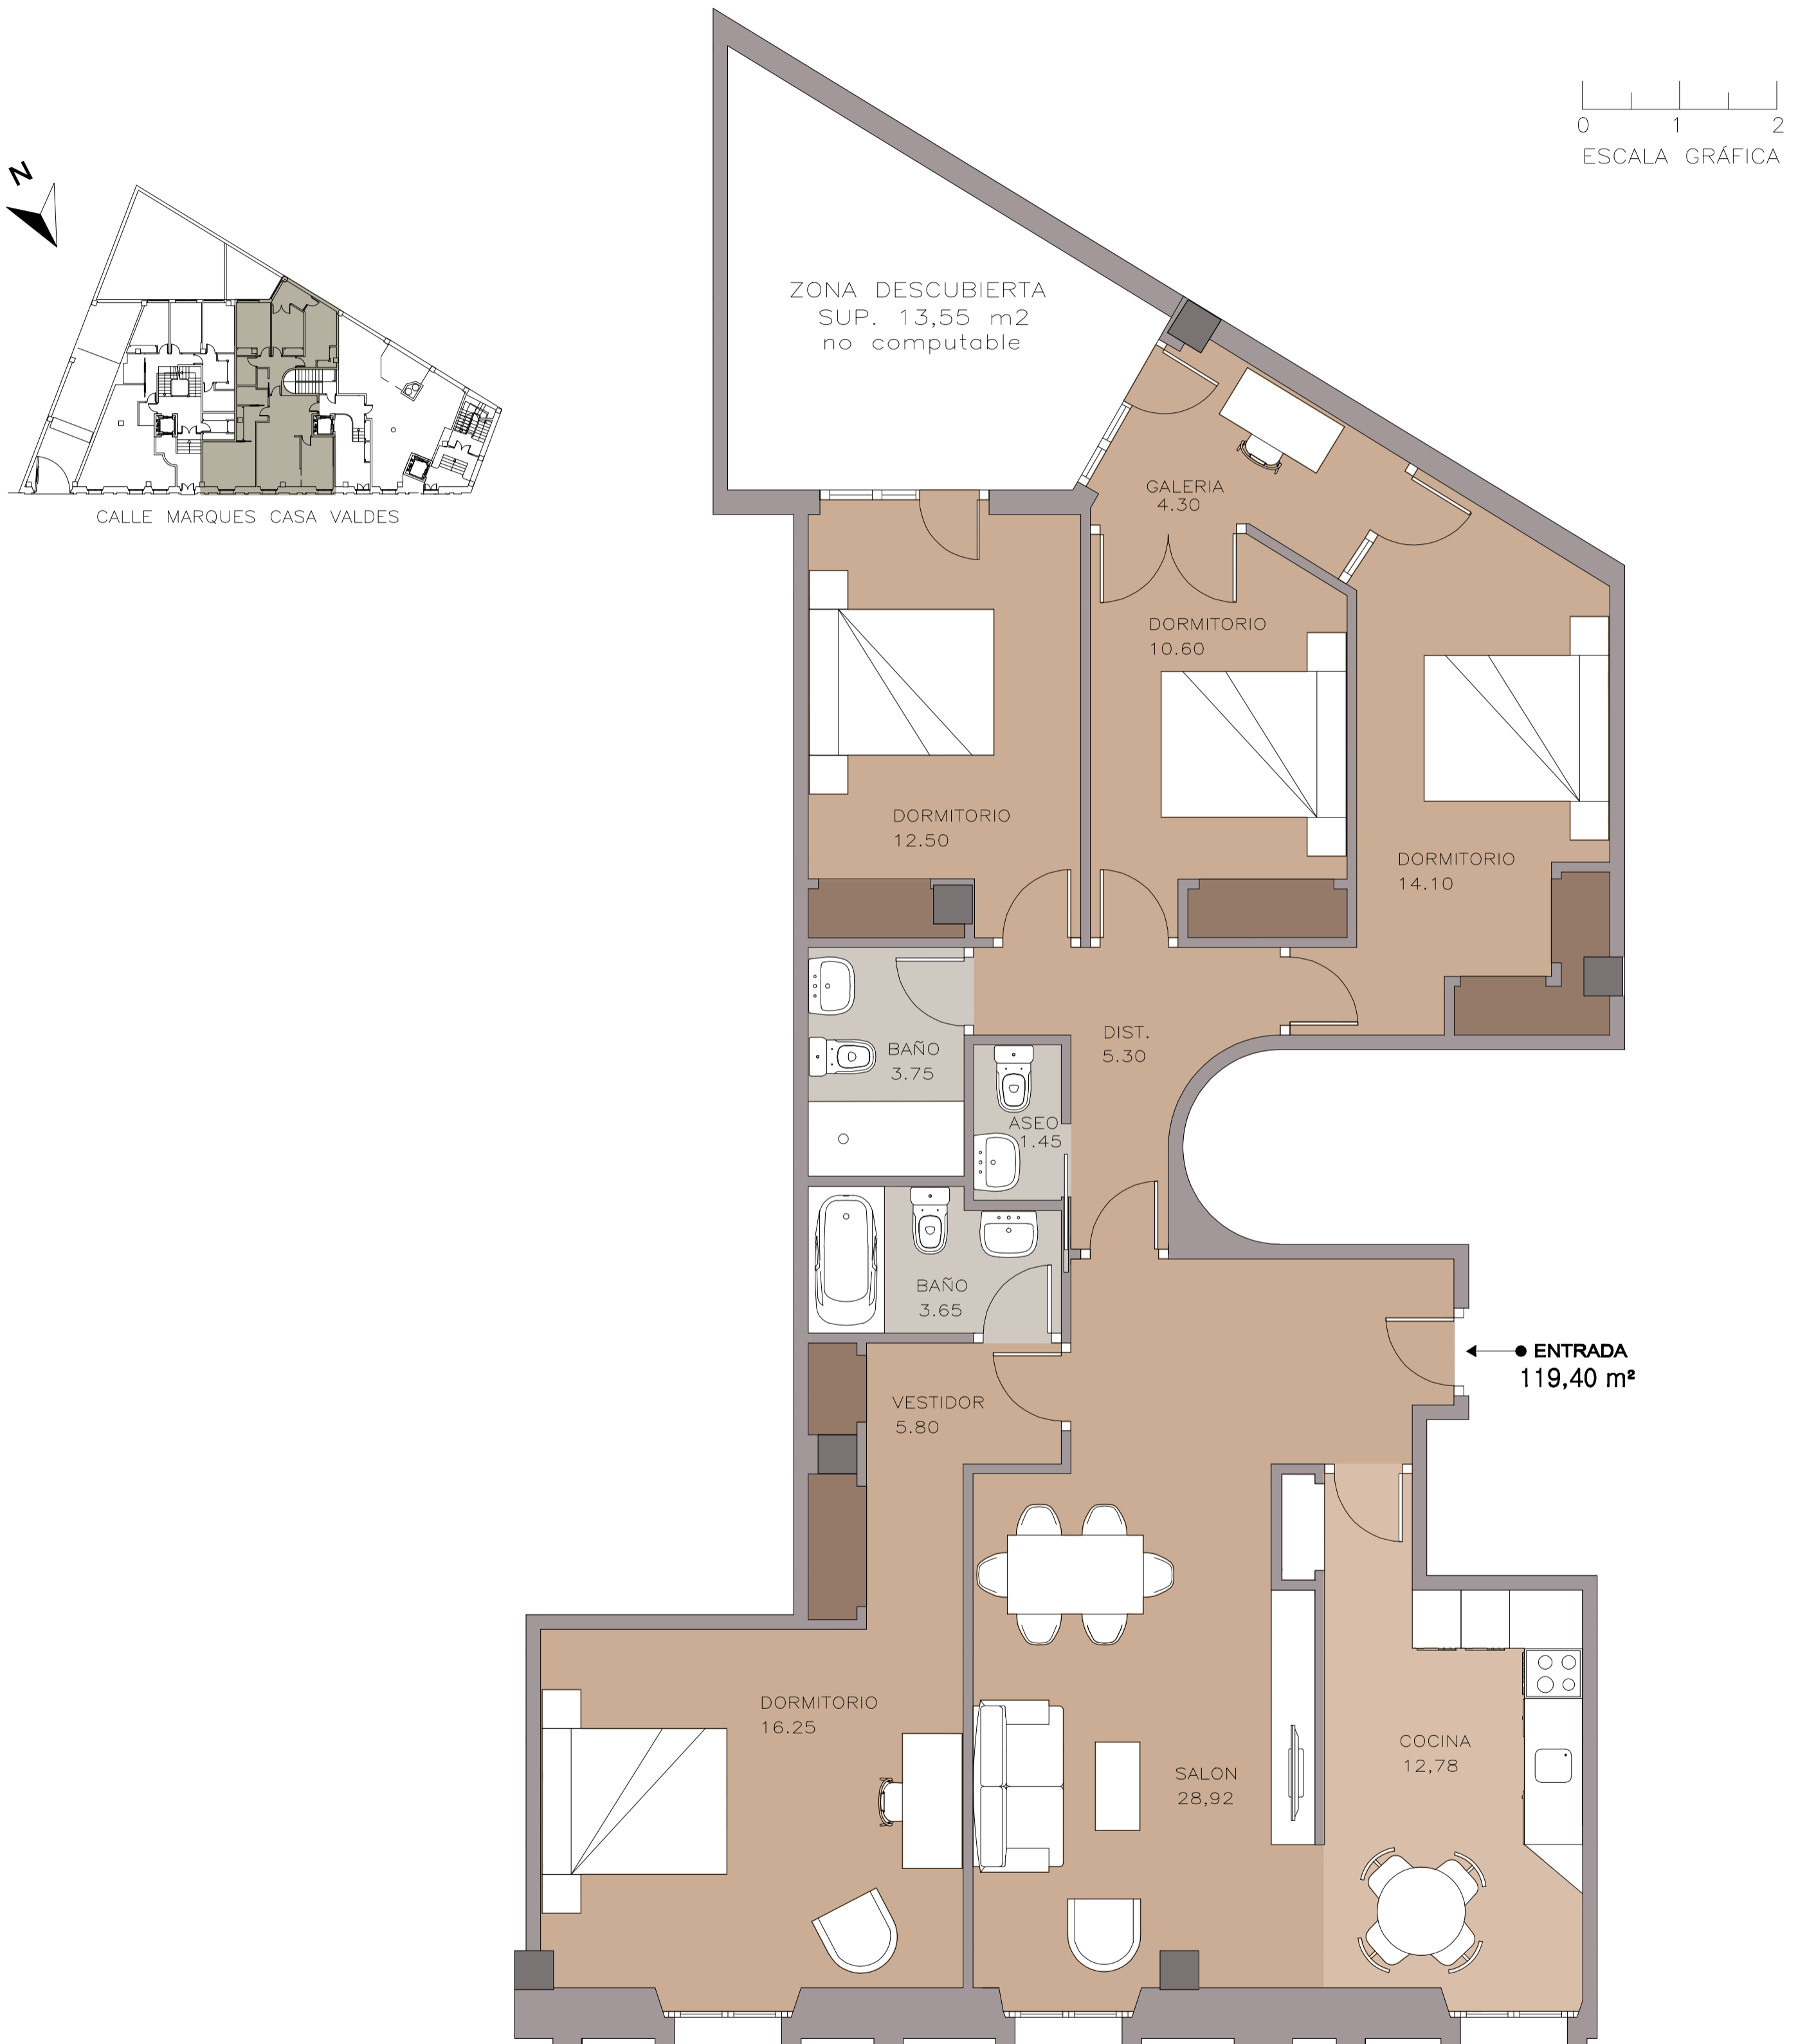 0 1 2
ESCALA GRÁFICA
N
CALLE MARQUES CASA VALDES
ZONA DESCUBIERTA
SUP. 13,55 m2
no computable
GALERIA
4.30
DORMITORIO
10.60
DORMITORIO
12.50
DORMITORIO
14.10
DIST.
5.30
BAÑO
3.75
ASEO
1.45
BAÑO
3.65
ENTRADA
119,40 m²
VESTIDOR
5.80
DORMITORIO
16.25
COCINA
12,78
SALON
28,92